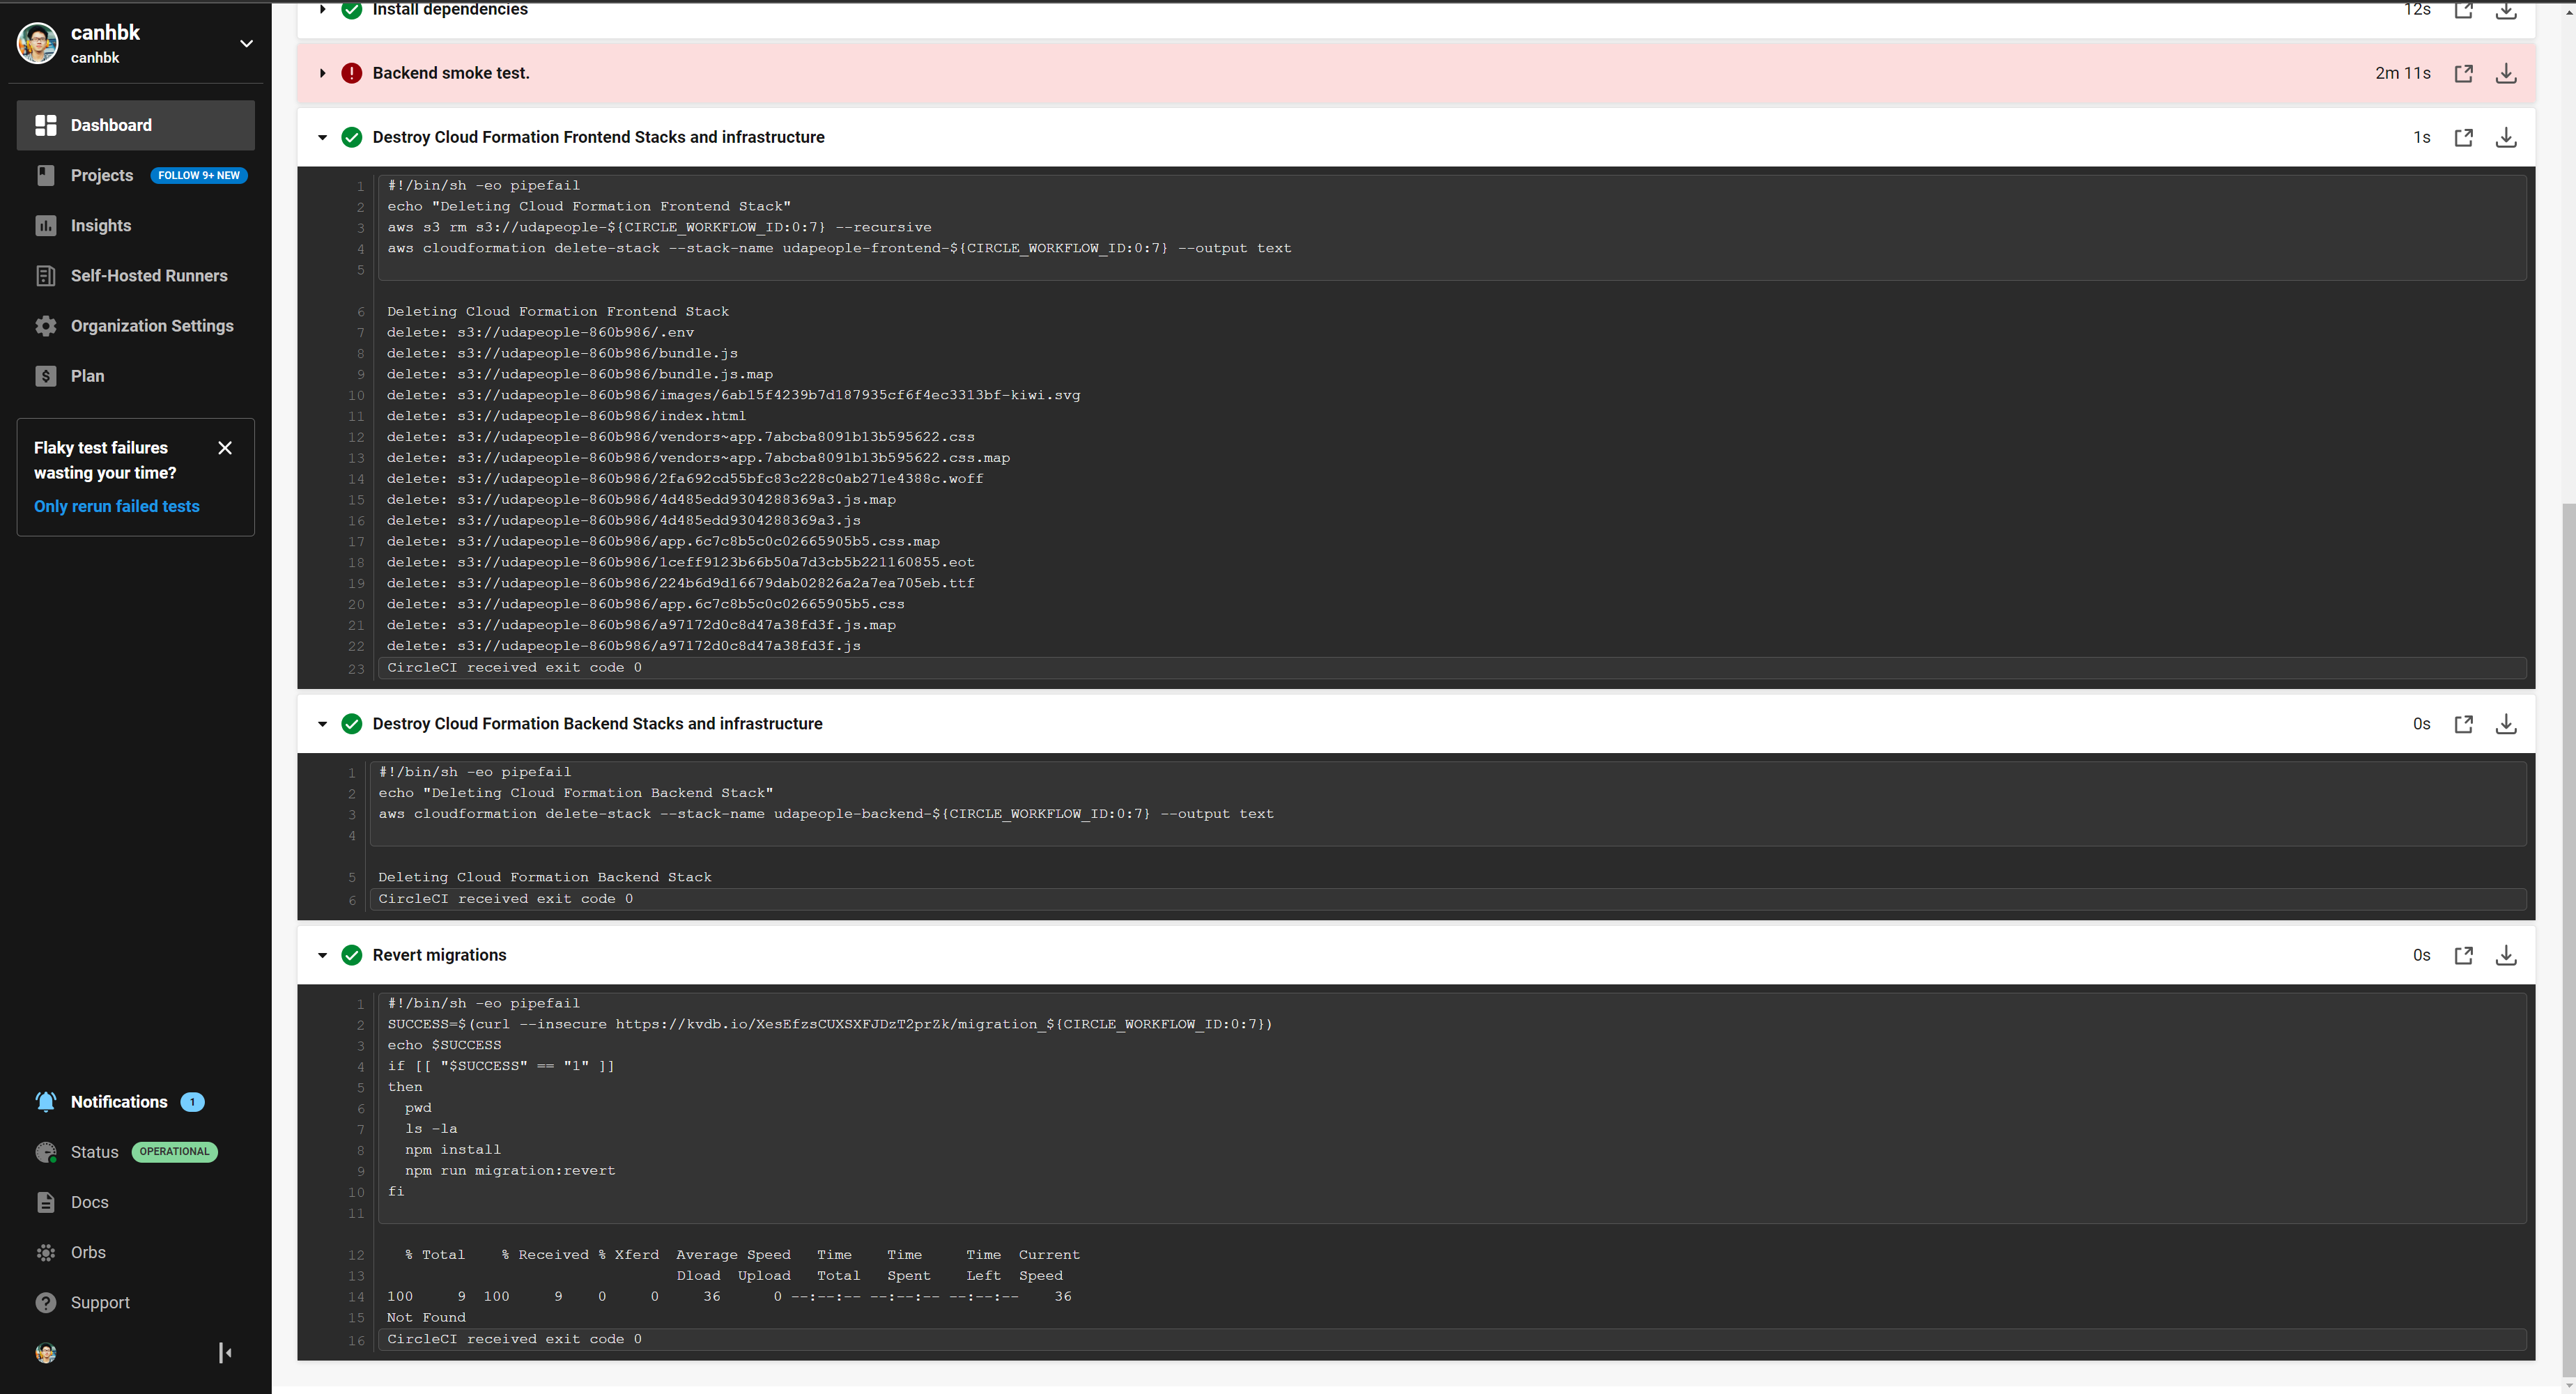 canhbk
canhbk
Dashboard
Projects FOLLOW 9+ NEW
Insights
Self-Hosted Runners
Organization Settings
Plan
Flaky test failures
wasting your time?
Only rerun failed tests
Notifications 1
Status OPERATIONAL
Docs
Orbs
Support
Install dependencies 12s
Backend smoke test. 2m 11s
Destroy Cloud Formation Frontend Stacks and infrastructure 1s
1 #!/bin/sh -eo pipefail
2 echo "Deleting Cloud Formation Frontend Stack"
3 aws s3 rm s3://udapeople-${CIRCLE_WORKFLOW_ID:0:7} --recursive
4 aws cloudformation delete-stack --stack-name udapeople-frontend-${CIRCLE_WORKFLOW_ID:0:7} --output text
5
6 Deleting Cloud Formation Frontend Stack
7 delete: s3://udapeople-860b986/.env
8 delete: s3://udapeople-860b986/bundle.js
9 delete: s3://udapeople-860b986/bundle.js.map
10 delete: s3://udapeople-860b986/images/6ab15f4239b7d187935cf6f4ec3313bf-kiwi.svg
11 delete: s3://udapeople-860b986/index.html
12 delete: s3://udapeople-860b986/vendors~app.7abcba8091b13b595622.css
13 delete: s3://udapeople-860b986/vendors~app.7abcba8091b13b595622.css.map
14 delete: s3://udapeople-860b986/2fa692cd55bfc83c228c0ab271e4388c.woff
15 delete: s3://udapeople-860b986/4d485edd9304288369a3.js.map
16 delete: s3://udapeople-860b986/4d485edd9304288369a3.js
17 delete: s3://udapeople-860b986/app.6c7c8b5c0c02665905b5.css.map
18 delete: s3://udapeople-860b986/1ceff9123b66b50a7d3cb5b221160855.eot
19 delete: s3://udapeople-860b986/224b6d9d16679dab02826a2a7ea705eb.ttf
20 delete: s3://udapeople-860b986/app.6c7c8b5c0c02665905b5.css
21 delete: s3://udapeople-860b986/a97172d0c8d47a38fd3f.js.map
22 delete: s3://udapeople-860b986/a97172d0c8d47a38fd3f.js
23 CircleCI received exit code 0
Destroy Cloud Formation Backend Stacks and infrastructure 0s
1 #!/bin/sh -eo pipefail
2 echo "Deleting Cloud Formation Backend Stack"
3 aws cloudformation delete-stack --stack-name udapeople-backend-${CIRCLE_WORKFLOW_ID:0:7} --output text
4
5 Deleting Cloud Formation Backend Stack
6 CircleCI received exit code 0
Revert migrations 0s
1 #!/bin/sh -eo pipefail
2 SUCCESS=$(curl --insecure https://kvdb.io/XesEfzsCUXSXFJDzT2prZk/migration_${CIRCLE_WORKFLOW_ID:0:7})
3 echo $SUCCESS
4 if [[ "$SUCCESS" == "1" ]]
5 then
6 pwd
7 ls -la
8 npm install
9 npm run migration:revert
10 fi
11
12 % Total % Received % Xferd Average Speed Time Time Time Current
13 Dload Upload Total Spent Left Speed
14 100 9 100 9 0 0 36 0 --:--:-- --:--:-- --:--:-- 36
15 Not Found
16 CircleCI received exit code 0